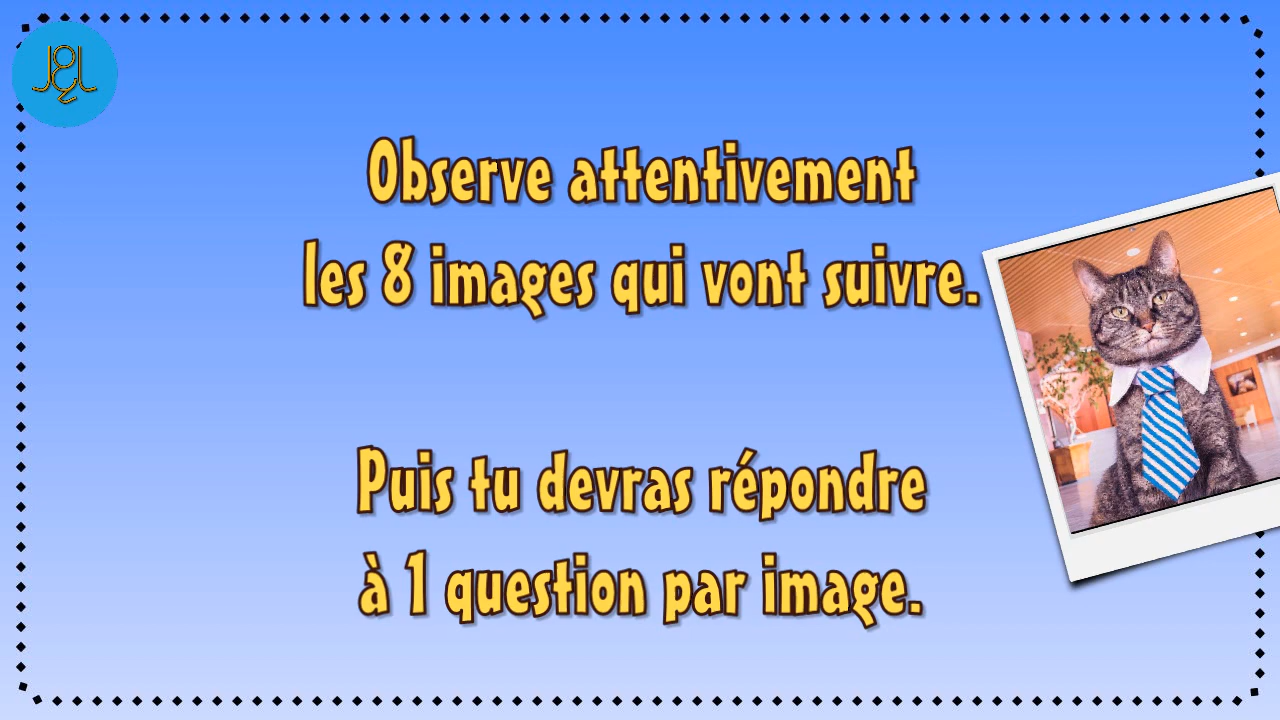 Observe attentivement
les 8 images qui vont suivre.
Puis tu devras répondre
à 1 question par image.